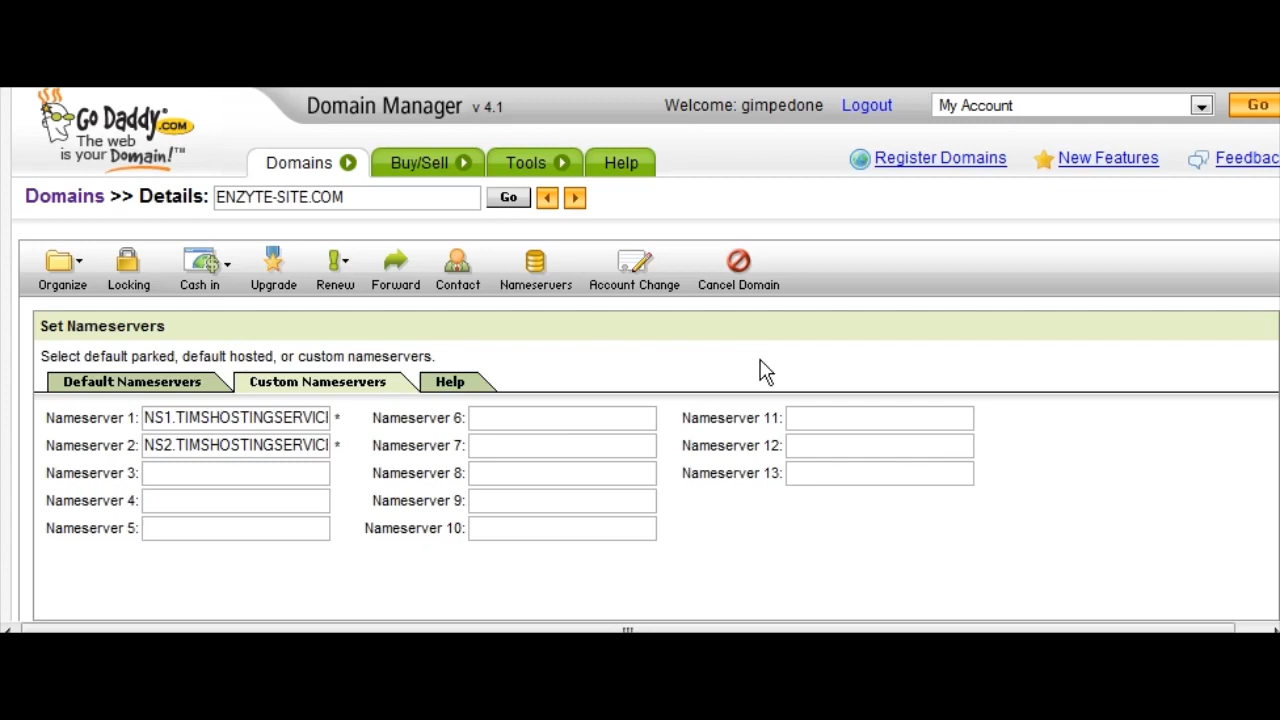 Go Daddy.COM
The web
is your Domain!™
Domain Manager v 4.1
Welcome: gimpedone
Logout
My Account
Go
Domains
Buy/Sell
Tools
Help
Register Domains
New Features
Feedbac
Domains >> Details:
ENZYTE-SITE.COM
Go
Organize
Locking
Cash in
Upgrade
Renew
Forward
Contact
Nameservers
Account Change
Cancel Domain
Set Nameservers
Select default parked, default hosted, or custom nameservers.
Default Nameservers
Custom Nameservers
Help
Nameserver 1: NS1.TIMSHOSTINGSERVICI *
Nameserver 2: NS2.TIMSHOSTINGSERVICI *
Nameserver 3:
Nameserver 4:
Nameserver 5:
Nameserver 6:
Nameserver 7:
Nameserver 8:
Nameserver 9:
Nameserver 10:
Nameserver 11:
Nameserver 12:
Nameserver 13: